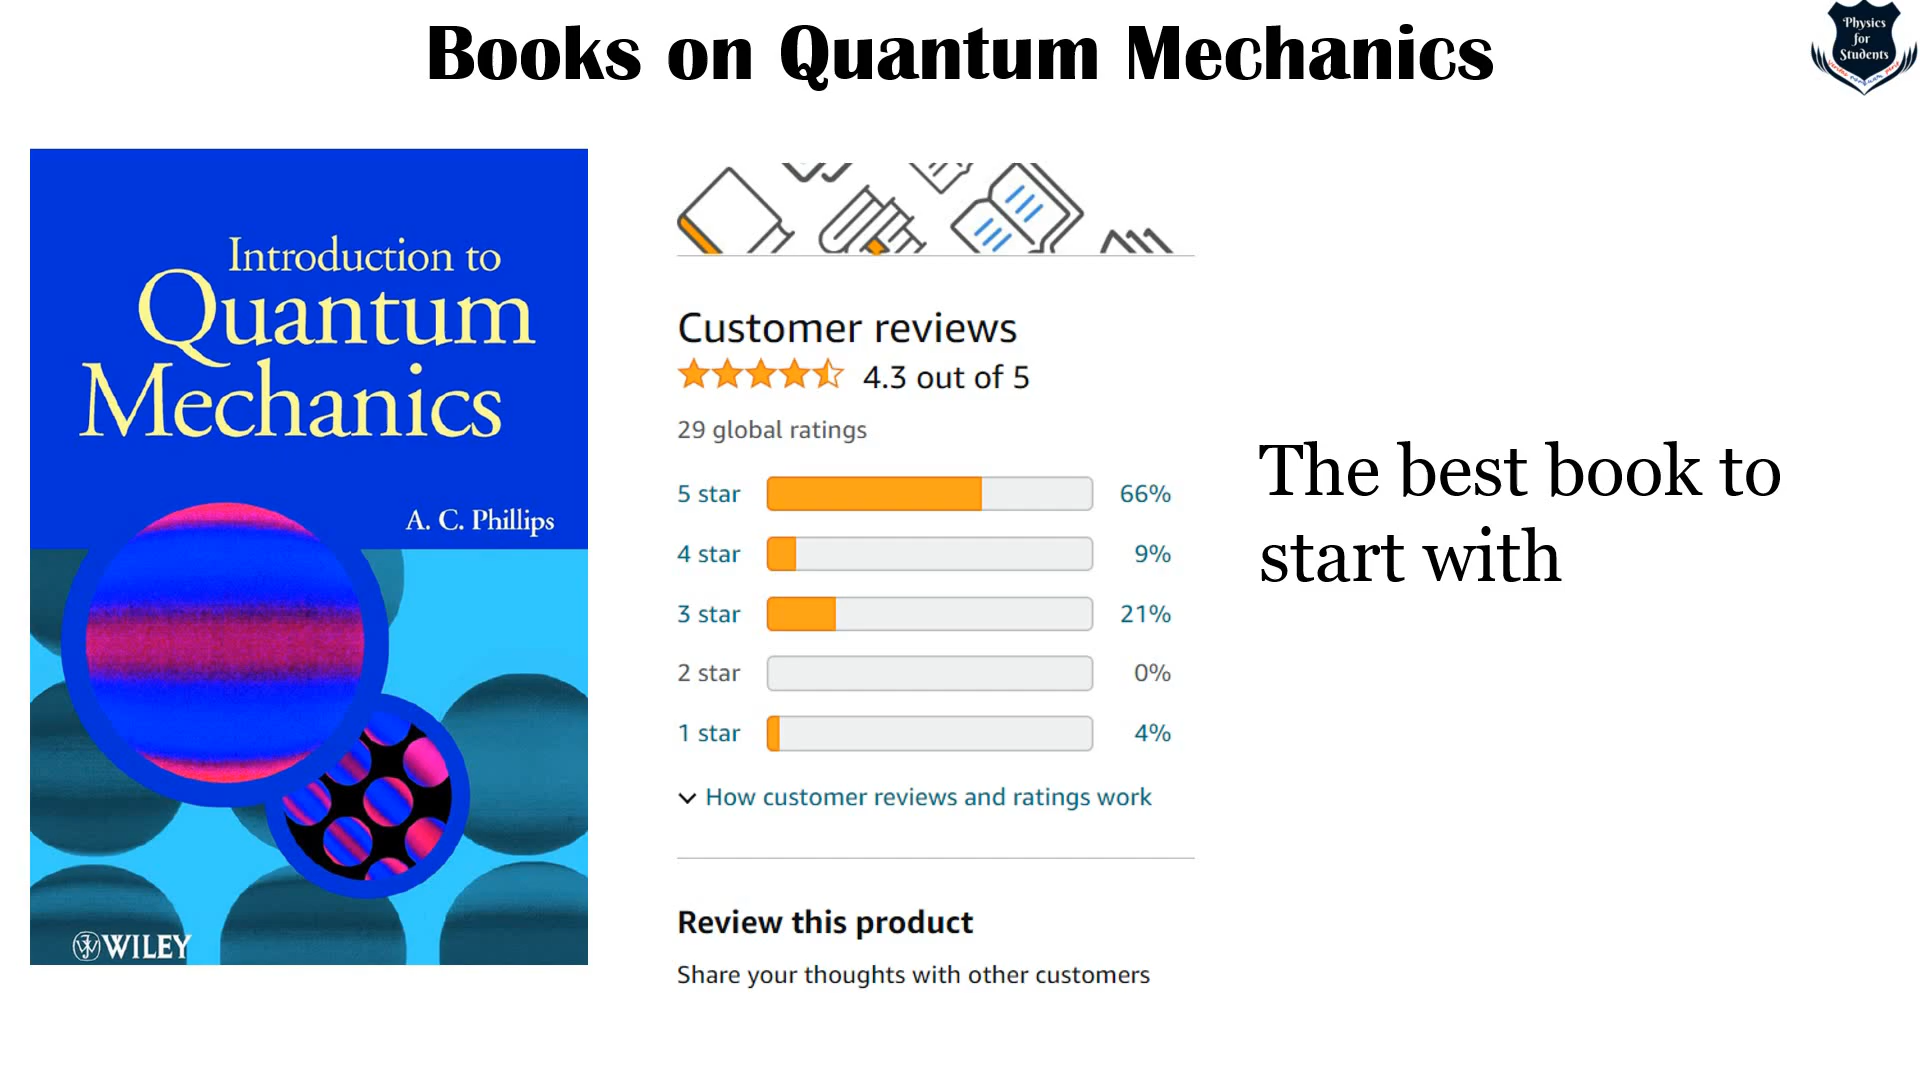 Books on Quantum Mechanics
Physics
for
Students
Introduction to
Quantum
Mechanics
A. C. Phillips
WILEY
Customer reviews
4.3 out of 5
29 global ratings
5 star 66%
4 star 9%
3 star 21%
2 star 0%
1 star 4%
How customer reviews and ratings work
Review this product
Share your thoughts with other customers
The best book to
start with